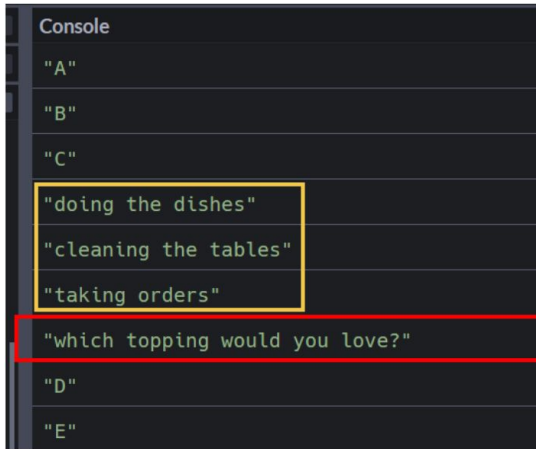 Console
"A"
"B"
"C"
"doing the dishes"
"cleaning the tables"
"taking orders"
"which topping would you love?"
"D"
"E"